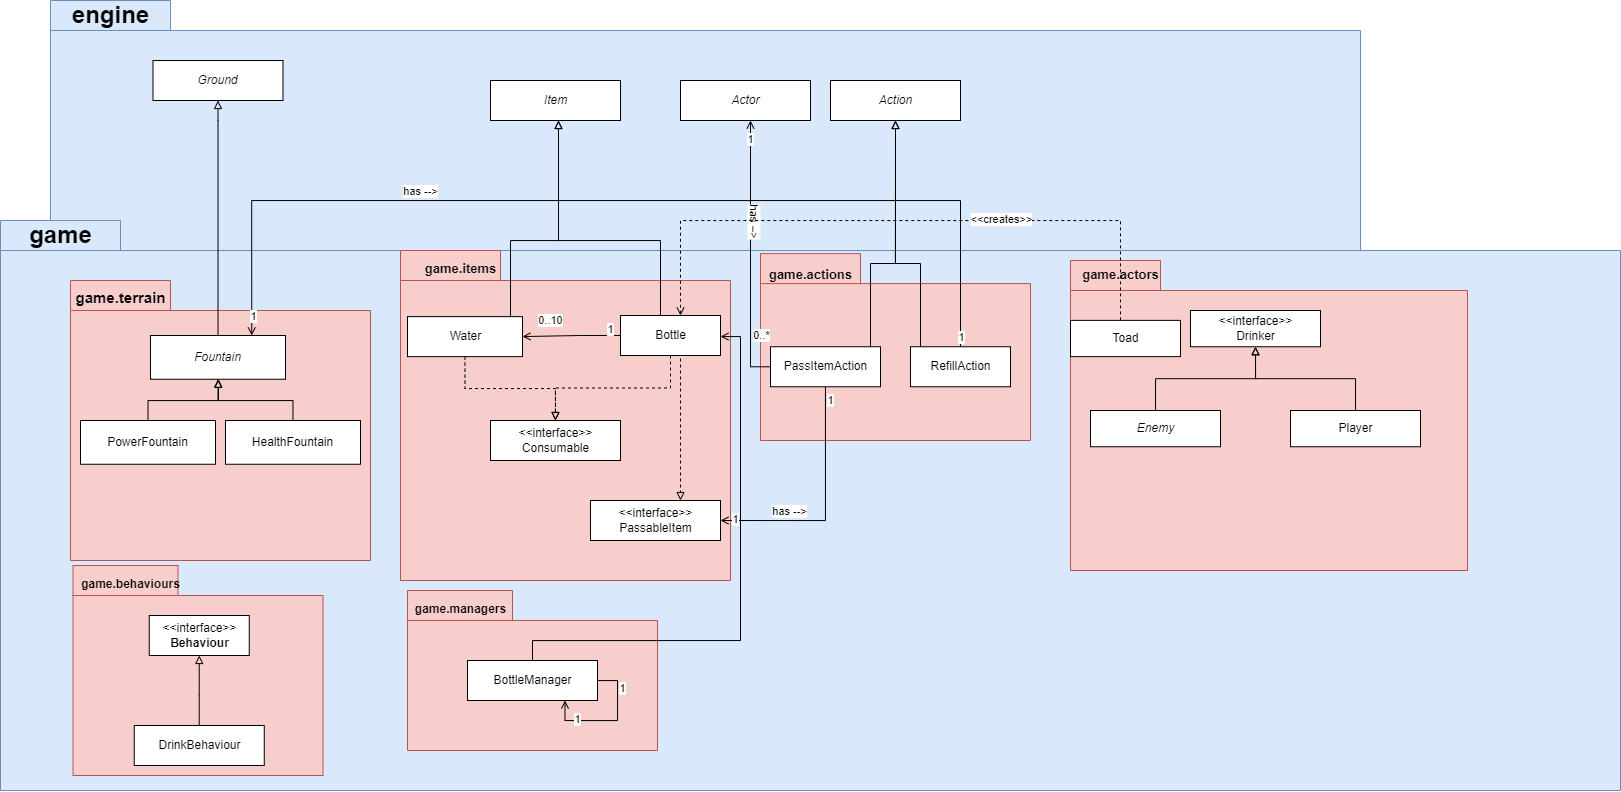 engine
Ground
Item
Actor
Action
1
has -->
has -->
<<creates>>
game
game.items
game.actions
game.actors
game.terrain
1
0..10
1
Water
Bottle
0..*
1
Fountain
PassItemAction
RefillAction
Toad
<<interface>>
Drinker
1
PowerFountain
HealthFountain
<<interface>>
Consumable
Enemy
Player
<<interface>>
PassableItem
1
has -->
game.behaviours
<<interface>>
Behaviour
DrinkBehaviour
game.managers
BottleManager
1
1